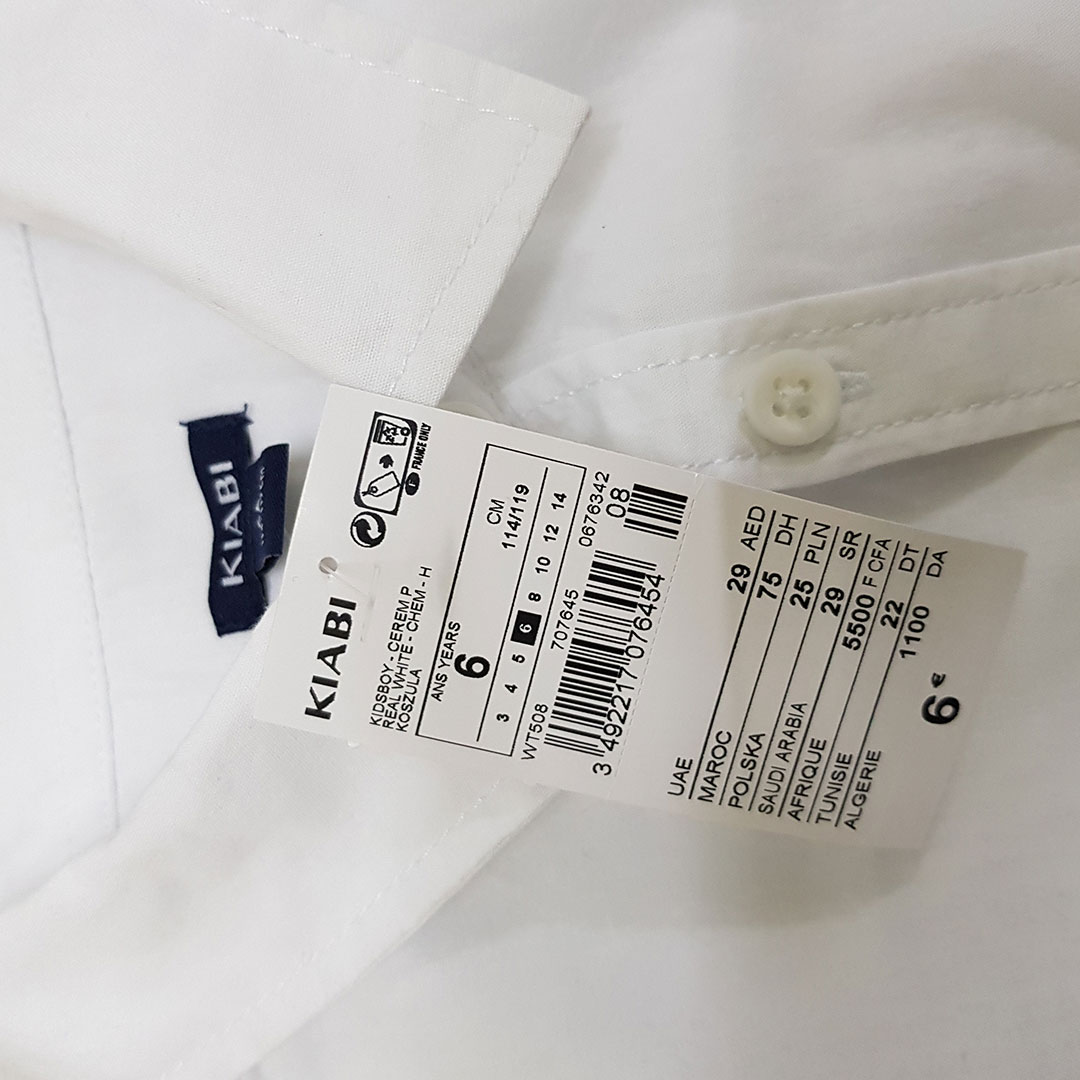 KIABI
KIABI
FRANCE ONLY
KIDSBOY - CEREM P
REAL WHITE - CHEM - H
KOSZULA
ANS YEARS
CM
6
114/119
3 4 5 6 8 10 12 14
WT508 707645 0676342
08
3 492217 076454
UAE 29 AED
MAROC 75 DH
POLSKA 25 PLN
SAUDI ARABIA 29 SR
AFRIQUE 5500 F CFA
TUNISIE 22 DT
ALGERIE 1100 DA
6 €